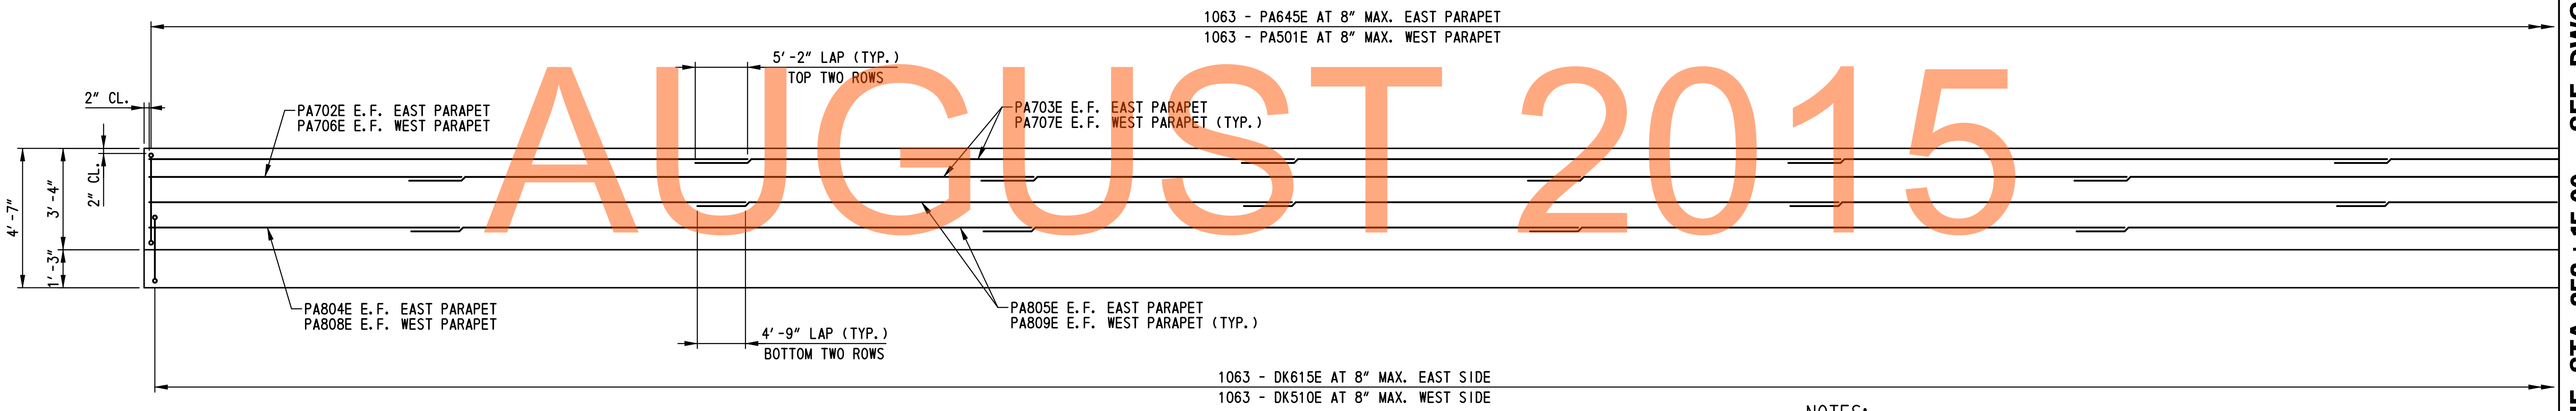 1063 - PA645E AT 8" MAX. EAST PARAPET
1063 - PA501E AT 8" MAX. WEST PARAPET
5'-2" LAP (TYP.)
TOP TWO ROWS
2" CL.
PA702E E.F. EAST PARAPET
PA706E E.F. WEST PARAPET
PA703E E.F. EAST PARAPET
PA707E E.F. WEST PARAPET (TYP.)
AUGUST 2015
2" CL.
3'-4"
4'-7"
1'-3"
PA804E E.F. EAST PARAPET
PA808E E.F. WEST PARAPET
PA805E E.F. EAST PARAPET
PA809E E.F. WEST PARAPET (TYP.)
4'-9" LAP (TYP.)
BOTTOM TWO ROWS
1063 - DK615E AT 8" MAX. EAST SIDE
1063 - DK510E AT 8" MAX. WEST SIDE
NOTES: